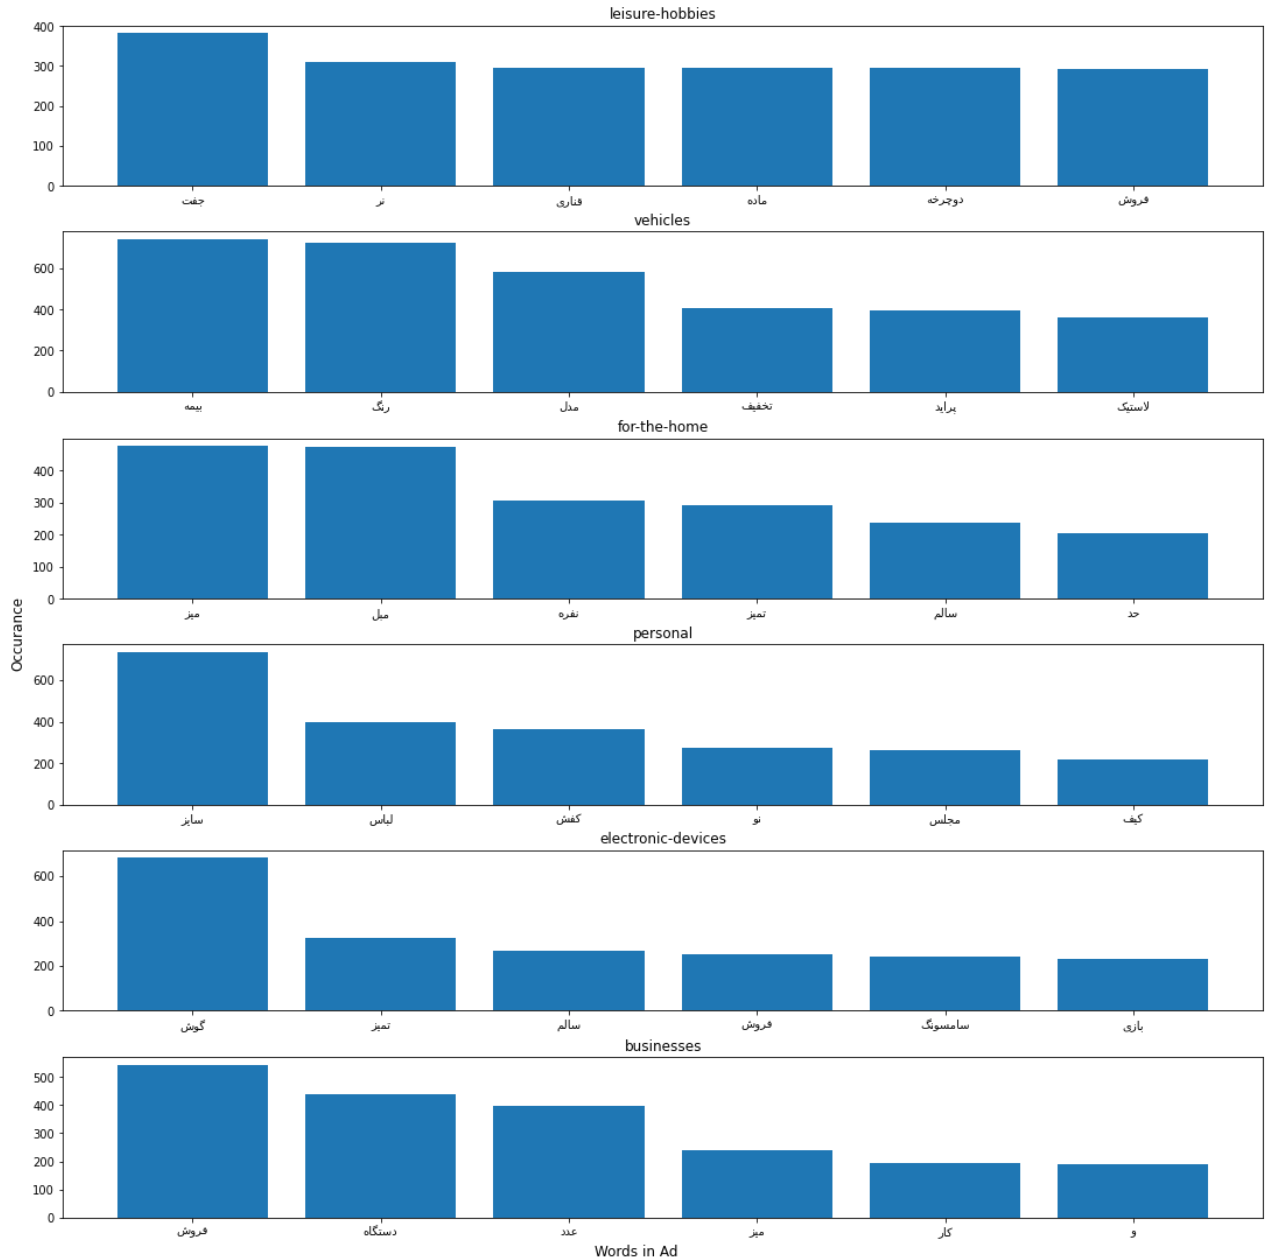 leisure-hobbies
400
300
200
100
0
جفت نر قناری ماده دوچرخه فروش
vehicles
600
400
200
0
بیمه رنگ مدل تخفیف پراید لاستیک
for-the-home
400
300
200
100
0
میز مبل نفره تمیز سالم حد
Occurance
personal
600
400
200
0
سایز لباس کفش نو مجلس کیف
electronic-devices
600
400
200
0
گوش تمیز سالم فروش سامسونگ بازی
businesses
500
400
300
200
100
0
فروش دستگاه عدد میز کار و
Words in Ad